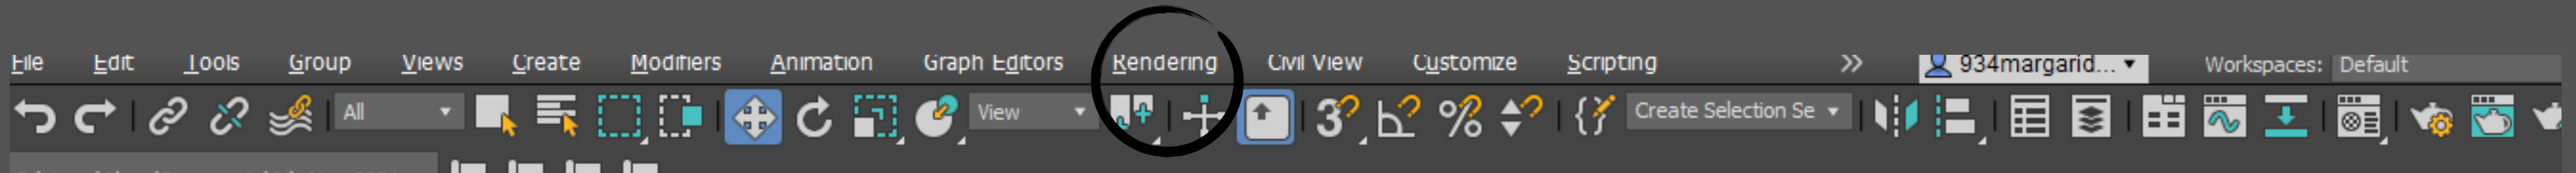 File Edit Tools Group Views Create Modifiers Animation Graph Editors Rendering Civil View Customize Scripting » 934margarid... Workspaces: Default
All View 3 % Create Selection Se